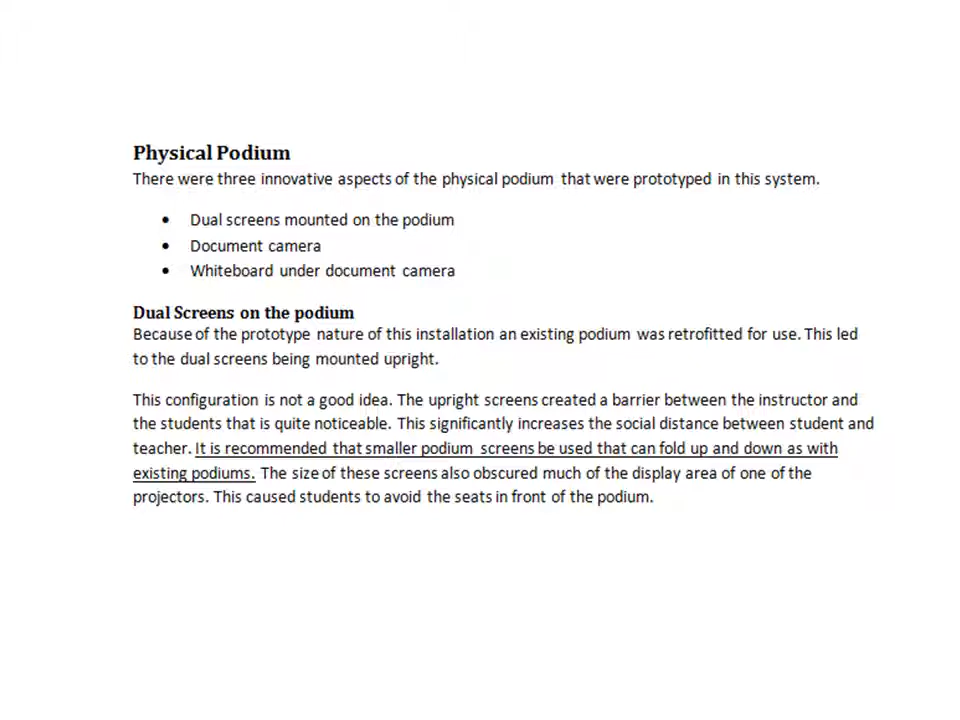 Physical Podium
There were three innovative aspects of the physical podium that were prototyped in this system.
• Dual screens mounted on the podium
• Document camera
• Whiteboard under document camera
Dual Screens on the podium
Because of the prototype nature of this installation an existing podium was retrofitted for use. This led
to the dual screens being mounted upright.
This configuration is not a good idea. The upright screens created a barrier between the instructor and
the students that is quite noticeable. This significantly increases the social distance between student and
teacher. It is recommended that smaller podium screens be used that can fold up and down as with
existing podiums. The size of these screens also obscured much of the display area of one of the
projectors. This caused students to avoid the seats in front of the podium.